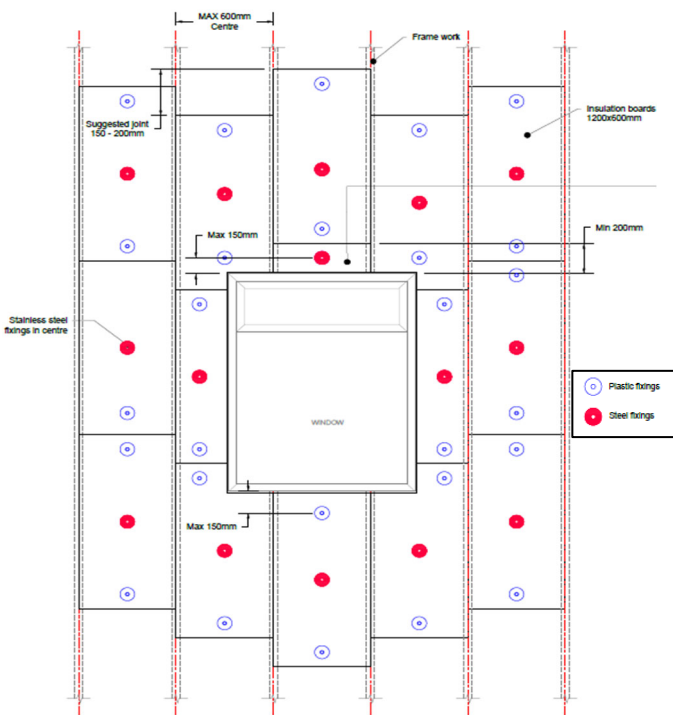 MAX 600mm
Centre
Frame work
Suggested joint
150 - 200mm
Insulation boards
1200x600mm
Max 150mm
Min 200mm
Stainless steel
fixings in centre
Plastic fixings
Steel fixings
WINDOW
Max 150mm